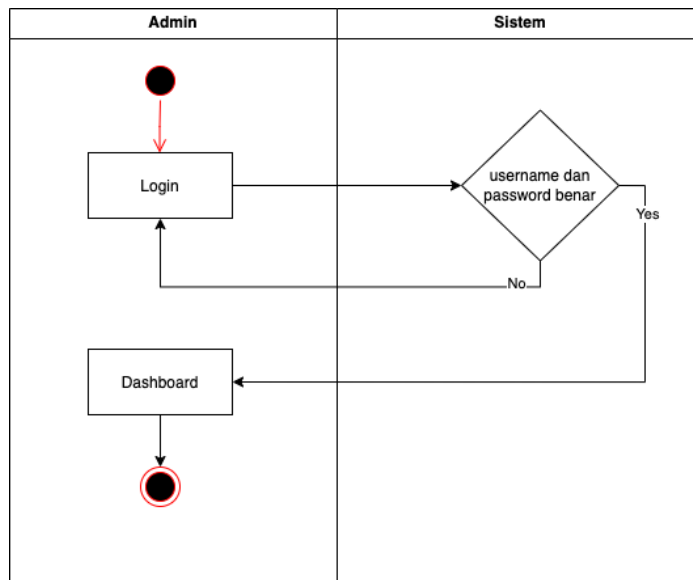 Admin
Sistem
Login
username dan
password benar
Yes
No
Dashboard